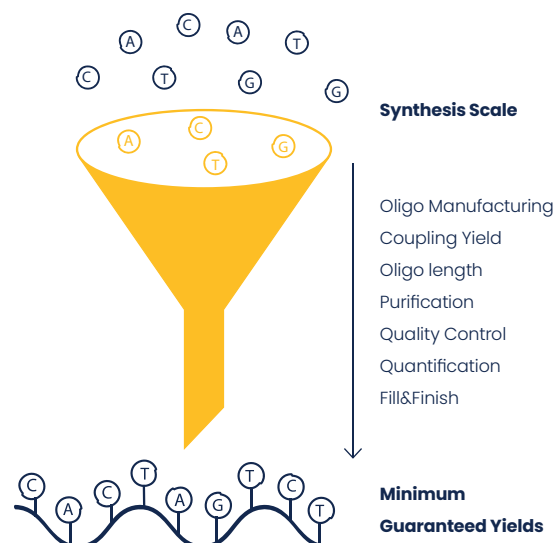 C A C A T
C T G G
Synthesis Scale
A C T G
Oligo Manufacturing
Coupling Yield
Oligo length
Purification
Quality Control
Quantification
Fill&Finish
C A C T A G T C T
Minimum
Guaranteed Yields